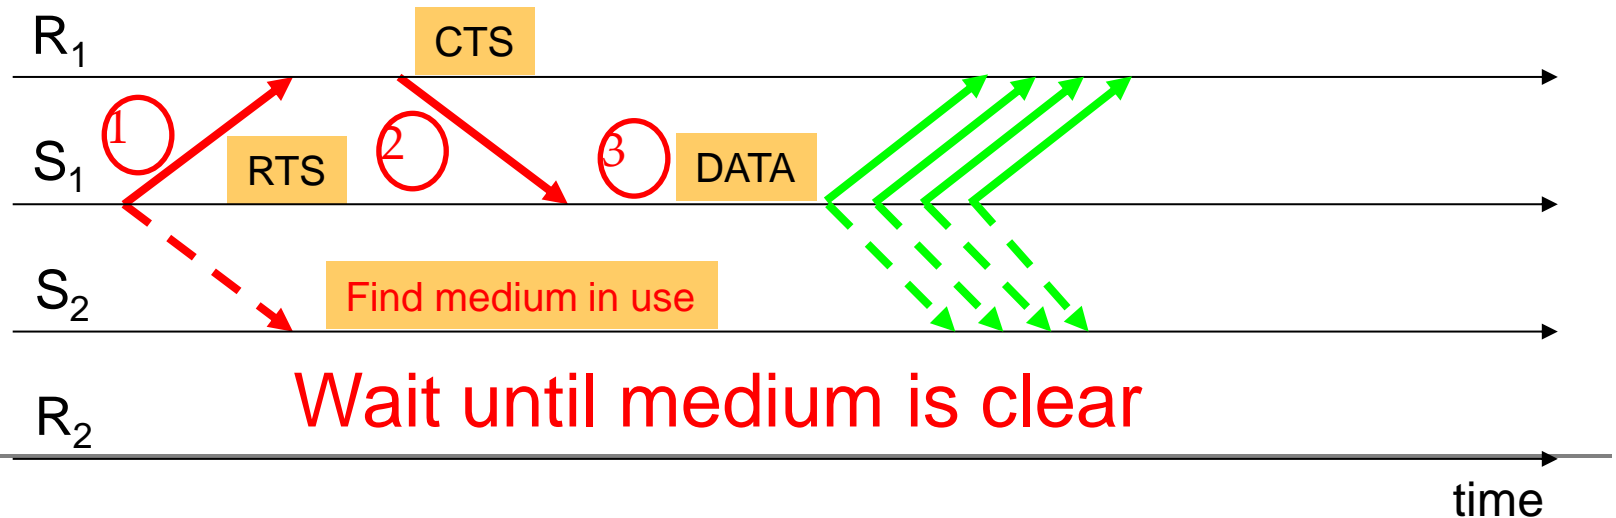 R1
CTS
1
2
3
S1
RTS
DATA
S2
Find medium in use
Wait until medium is clear
R2
time